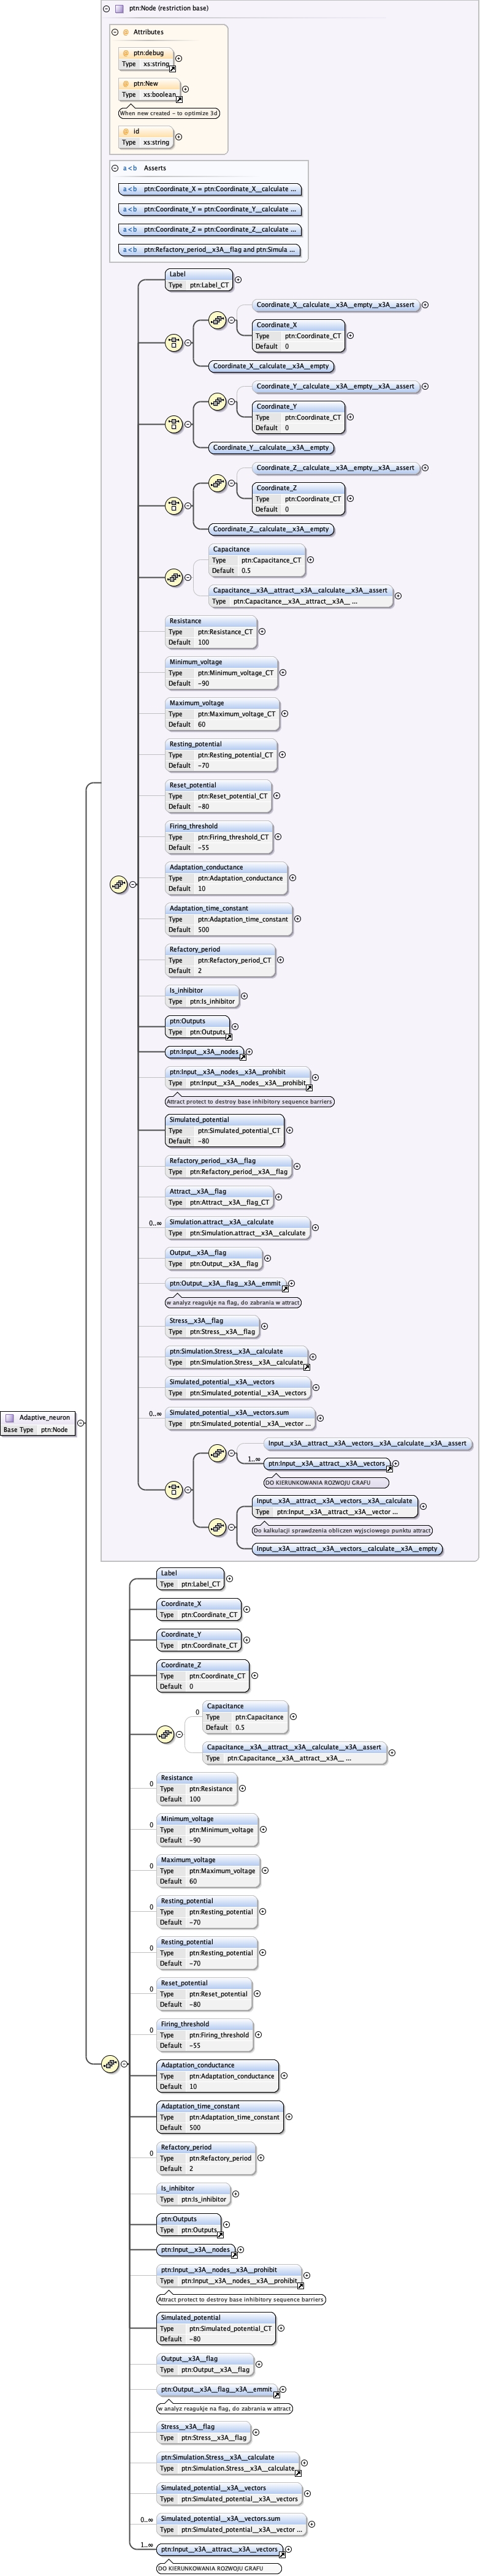 ptn:Node (restriction base)
Attributes
ptn:debug
Type xs:string
ptn:New
Type xs:boolean
When new created - to optimize 3d
id
Type xs:string
a<b Asserts
a<b ptn:Coordinate_X = ptn:Coordinate_X__calculate ...
a<b ptn:Coordinate_Y = ptn:Coordinate_Y__calculate ...
a<b ptn:Coordinate_Z = ptn:Coordinate_Z__calculate ...
a<b ptn:Refactory_period__x3A__flag and ptn:Simula ...
Label
Type ptn:Label_CT
Coordinate_X__calculate__x3A__empty__x3A__assert
Coordinate_X
Type ptn:Coordinate_CT
Default 0
Coordinate_X__calculate__x3A__empty
Coordinate_Y__calculate__x3A__empty__x3A__assert
Coordinate_Y
Type ptn:Coordinate_CT
Default 0
Coordinate_Y__calculate__x3A__empty
Coordinate_Z__calculate__x3A__empty__x3A__assert
Coordinate_Z
Type ptn:Coordinate_CT
Default 0
Coordinate_Z__calculate__x3A__empty
Capacitance
Type ptn:Capacitance_CT
Default 0.5
Capacitance__x3A__attract__x3A__calculate__x3A__assert
Type ptn:Capacitance__x3A__attract__x3A__ ...
Resistance
Type ptn:Resistance_CT
Default 100
Minimum_voltage
Type ptn:Minimum_voltage_CT
Default -90
Maximum_voltage
Type ptn:Maximum_voltage_CT
Default 60
Resting_potential
Type ptn:Resting_potential_CT
Default -70
Reset_potential
Type ptn:Reset_potential_CT
Default -80
Firing_threshold
Type ptn:Firing_threshold_CT
Default -55
Adaptation_conductance
Type ptn:Adaptation_conductance
Default 10
Adaptation_time_constant
Type ptn:Adaptation_time_constant
Default 500
Refactory_period
Type ptn:Refactory_period_CT
Default 2
Is_inhibitor
Type ptn:Is_inhibitor
ptn:Outputs
Type ptn:Outputs
ptn:Input__x3A__nodes
ptn:Input__x3A__nodes__x3A__prohibit
Type ptn:Input__x3A__nodes__x3A__prohibit
Attract protect to destroy base inhibitory sequence barriers
Simulated_potential
Type ptn:Simulated_potential_CT
Default -80
Refactory_period__x3A__flag
Type ptn:Refactory_period__x3A__flag
Attract__x3A__flag
Type ptn:Attract__x3A__flag_CT
0..∞ Simulation.attract__x3A__calculate
Type ptn:Simulation.attract__x3A__calculate
Output__x3A__flag
Type ptn:Output__x3A__flag
ptn:Output__x3A__flag__x3A__emmit
w analyz reagukje na flag, do zabrania w attract
Stress__x3A__flag
Type ptn:Stress__x3A__flag
ptn:Simulation.Stress__x3A__calculate
Type ptn:Simulation.Stress__x3A__calculate
Simulated_potential__x3A__vectors
Type ptn:Simulated_potential__x3A__vectors
0..∞ Simulated_potential__x3A__vectors.sum
Type ptn:Simulated_potential__x3A__vector ...
Adaptive_neuron
Base Type ptn:Node
Input__x3A__attract__x3A__vectors__x3A__calculate__x3A__assert
1..∞ ptn:Input__x3A__attract__x3A__vectors
DO KIERUNKOWANIA ROZWOJU GRAFU
Input__x3A__attract__x3A__vectors__x3A__calculate
Type ptn:Input__x3A__attract__x3A__vector ...
Do kalkulacji sprawdzenia obliczen wyjsciowego punktu attract
Input__x3A__attract__x3A__vectors__calculate__x3A__empty
Label
Type ptn:Label_CT
Coordinate_X
Type ptn:Coordinate_CT
Coordinate_Y
Type ptn:Coordinate_CT
Coordinate_Z
Type ptn:Coordinate_CT
Default 0
0 Capacitance
Type ptn:Capacitance
Default 0.5
Capacitance__x3A__attract__x3A__calculate__x3A__assert
Type ptn:Capacitance__x3A__attract__x3A__ ...
0 Resistance
Type ptn:Resistance
Default 100
0 Minimum_voltage
Type ptn:Minimum_voltage
Default -90
0 Maximum_voltage
Type ptn:Maximum_voltage
Default 60
0 Resting_potential
Type ptn:Resting_potential
Default -70
0 Resting_potential
Type ptn:Resting_potential
Default -70
0 Reset_potential
Type ptn:Reset_potential
Default -80
0 Firing_threshold
Type ptn:Firing_threshold
Default -55
Adaptation_conductance
Type ptn:Adaptation_conductance
Default 10
Adaptation_time_constant
Type ptn:Adaptation_time_constant
Default 500
0 Refactory_period
Type ptn:Refactory_period
Default 2
Is_inhibitor
Type ptn:Is_inhibitor
ptn:Outputs
Type ptn:Outputs
ptn:Input__x3A__nodes
ptn:Input__x3A__nodes__x3A__prohibit
Type ptn:Input__x3A__nodes__x3A__prohibit
Attract protect to destroy base inhibitory sequence barriers
Simulated_potential
Type ptn:Simulated_potential_CT
Default -80
Output__x3A__flag
Type ptn:Output__x3A__flag
ptn:Output__x3A__flag__x3A__emmit
w analyz reagukje na flag, do zabrania w attract
Stress__x3A__flag
Type ptn:Stress__x3A__flag
ptn:Simulation.Stress__x3A__calculate
Type ptn:Simulation.Stress__x3A__calculate
Simulated_potential__x3A__vectors
Type ptn:Simulated_potential__x3A__vectors
0..∞ Simulated_potential__x3A__vectors.sum
Type ptn:Simulated_potential__x3A__vector ...
1..∞ ptn:Input__x3A__attract__x3A__vectors
DO KIERUNKOWANIA ROZWOJU GRAFU